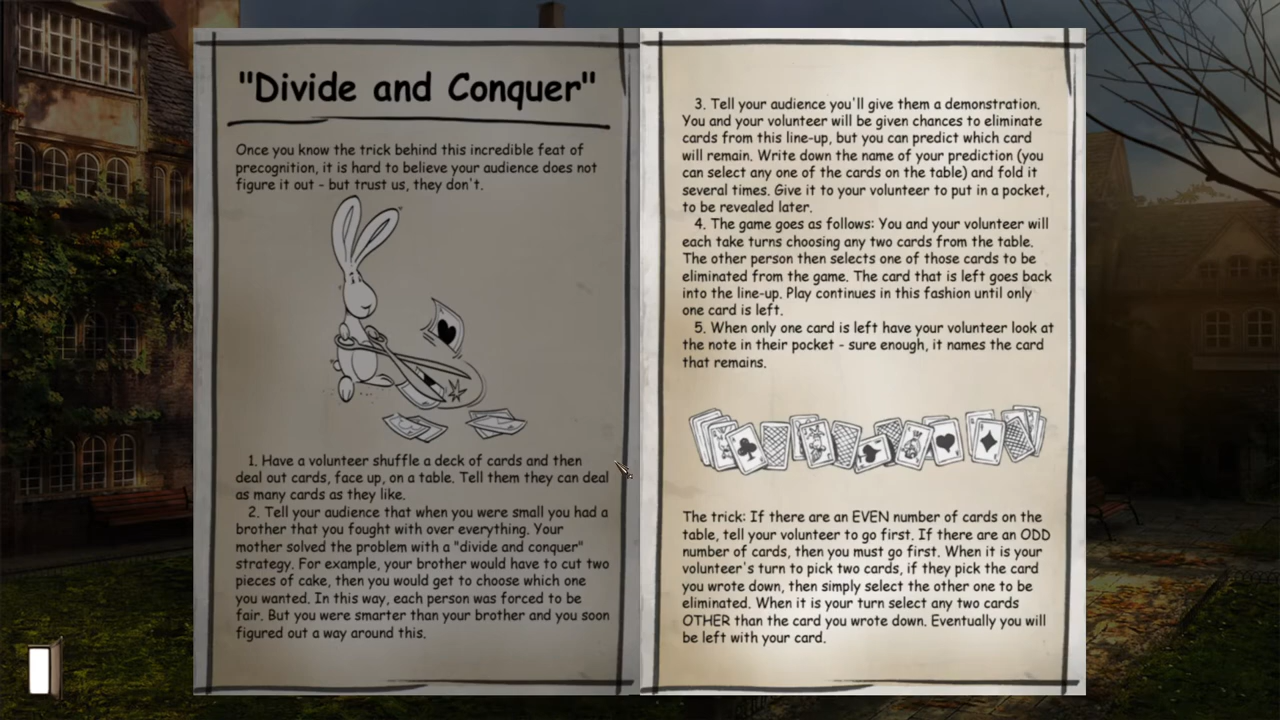 "Divide and Conquer"
Once you know the trick behind this incredible feat of
precognition, it is hard to believe your audience does not
figure it out - but trust us, they don't.
1. Have a volunteer shuffle a deck of cards and then
deal out cards, face up, on a table. Tell them they can deal
as many cards as they like.
2. Tell your audience that when you were small you had a
brother that you fought with over everything. Your
mother solved the problem with a "divide and conquer"
strategy. For example, your brother would have to cut two
pieces of cake, then you would get to choose which one
you wanted. In this way, each person was forced to be
fair. But you were smarter than your brother and you soon
figured out a way around this.
3. Tell your audience you'll give them a demonstration.
You and your volunteer will be given chances to eliminate
cards from this line-up, but you can predict which card
will remain. Write down the name of your prediction (you
can select any one of the cards on the table) and fold it
several times. Give it to your volunteer to put in a pocket,
to be revealed later.
4. The game goes as follows: You and your volunteer will
each take turns choosing any two cards from the table.
The other person then selects one of those cards to be
eliminated from the game. The card that is left goes back
into the line-up. Play continues in this fashion until only
one card is left.
5. When only one card is left have your volunteer look at
the note in their pocket - sure enough, it names the card
that remains.
The trick: If there are an EVEN number of cards on the
table, tell your volunteer to go first. If there are an ODD
number of cards, then you must go first. When it is your
volunteer's turn to pick two cards, if they pick the card
you wrote down, then simply select the other one to be
eliminated. When it is your turn select any two cards
OTHER than the card you wrote down. Eventually you will
be left with your card.